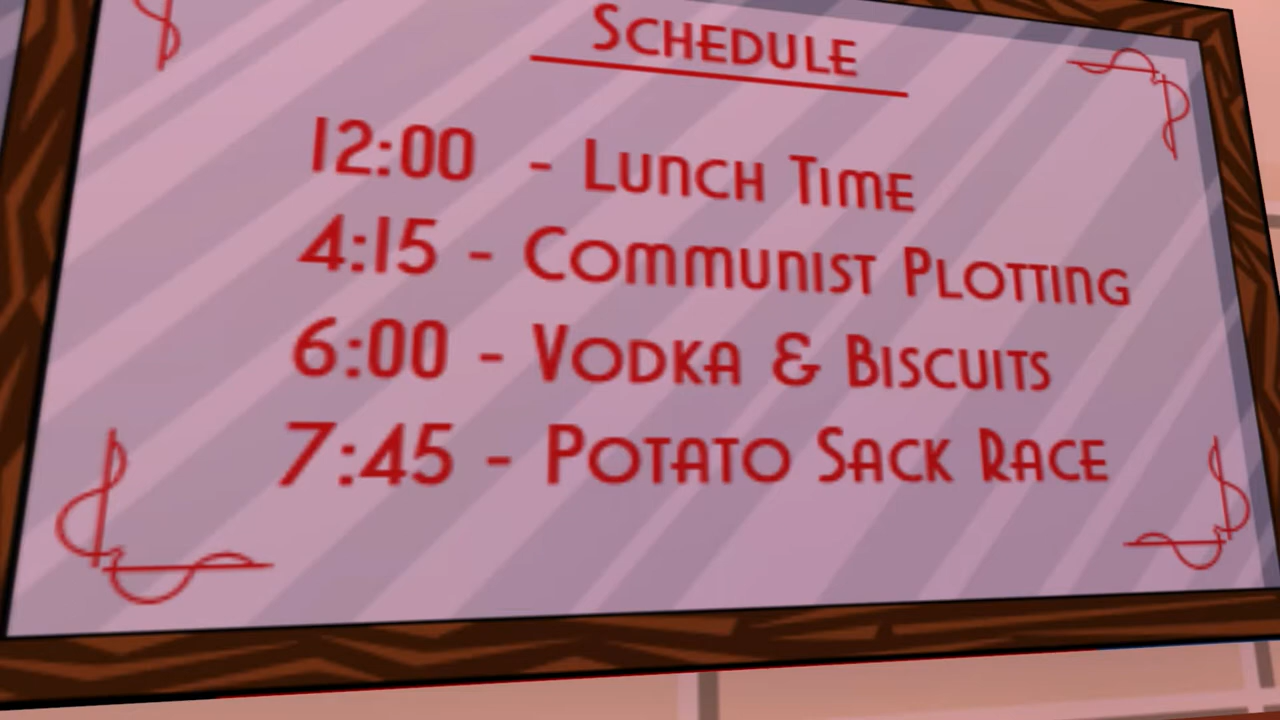 Schedule
12:00 - Lunch Time
4:15 - Communist Plotting
6:00 - Vodka & Biscuits
7:45 - Potato Sack Race